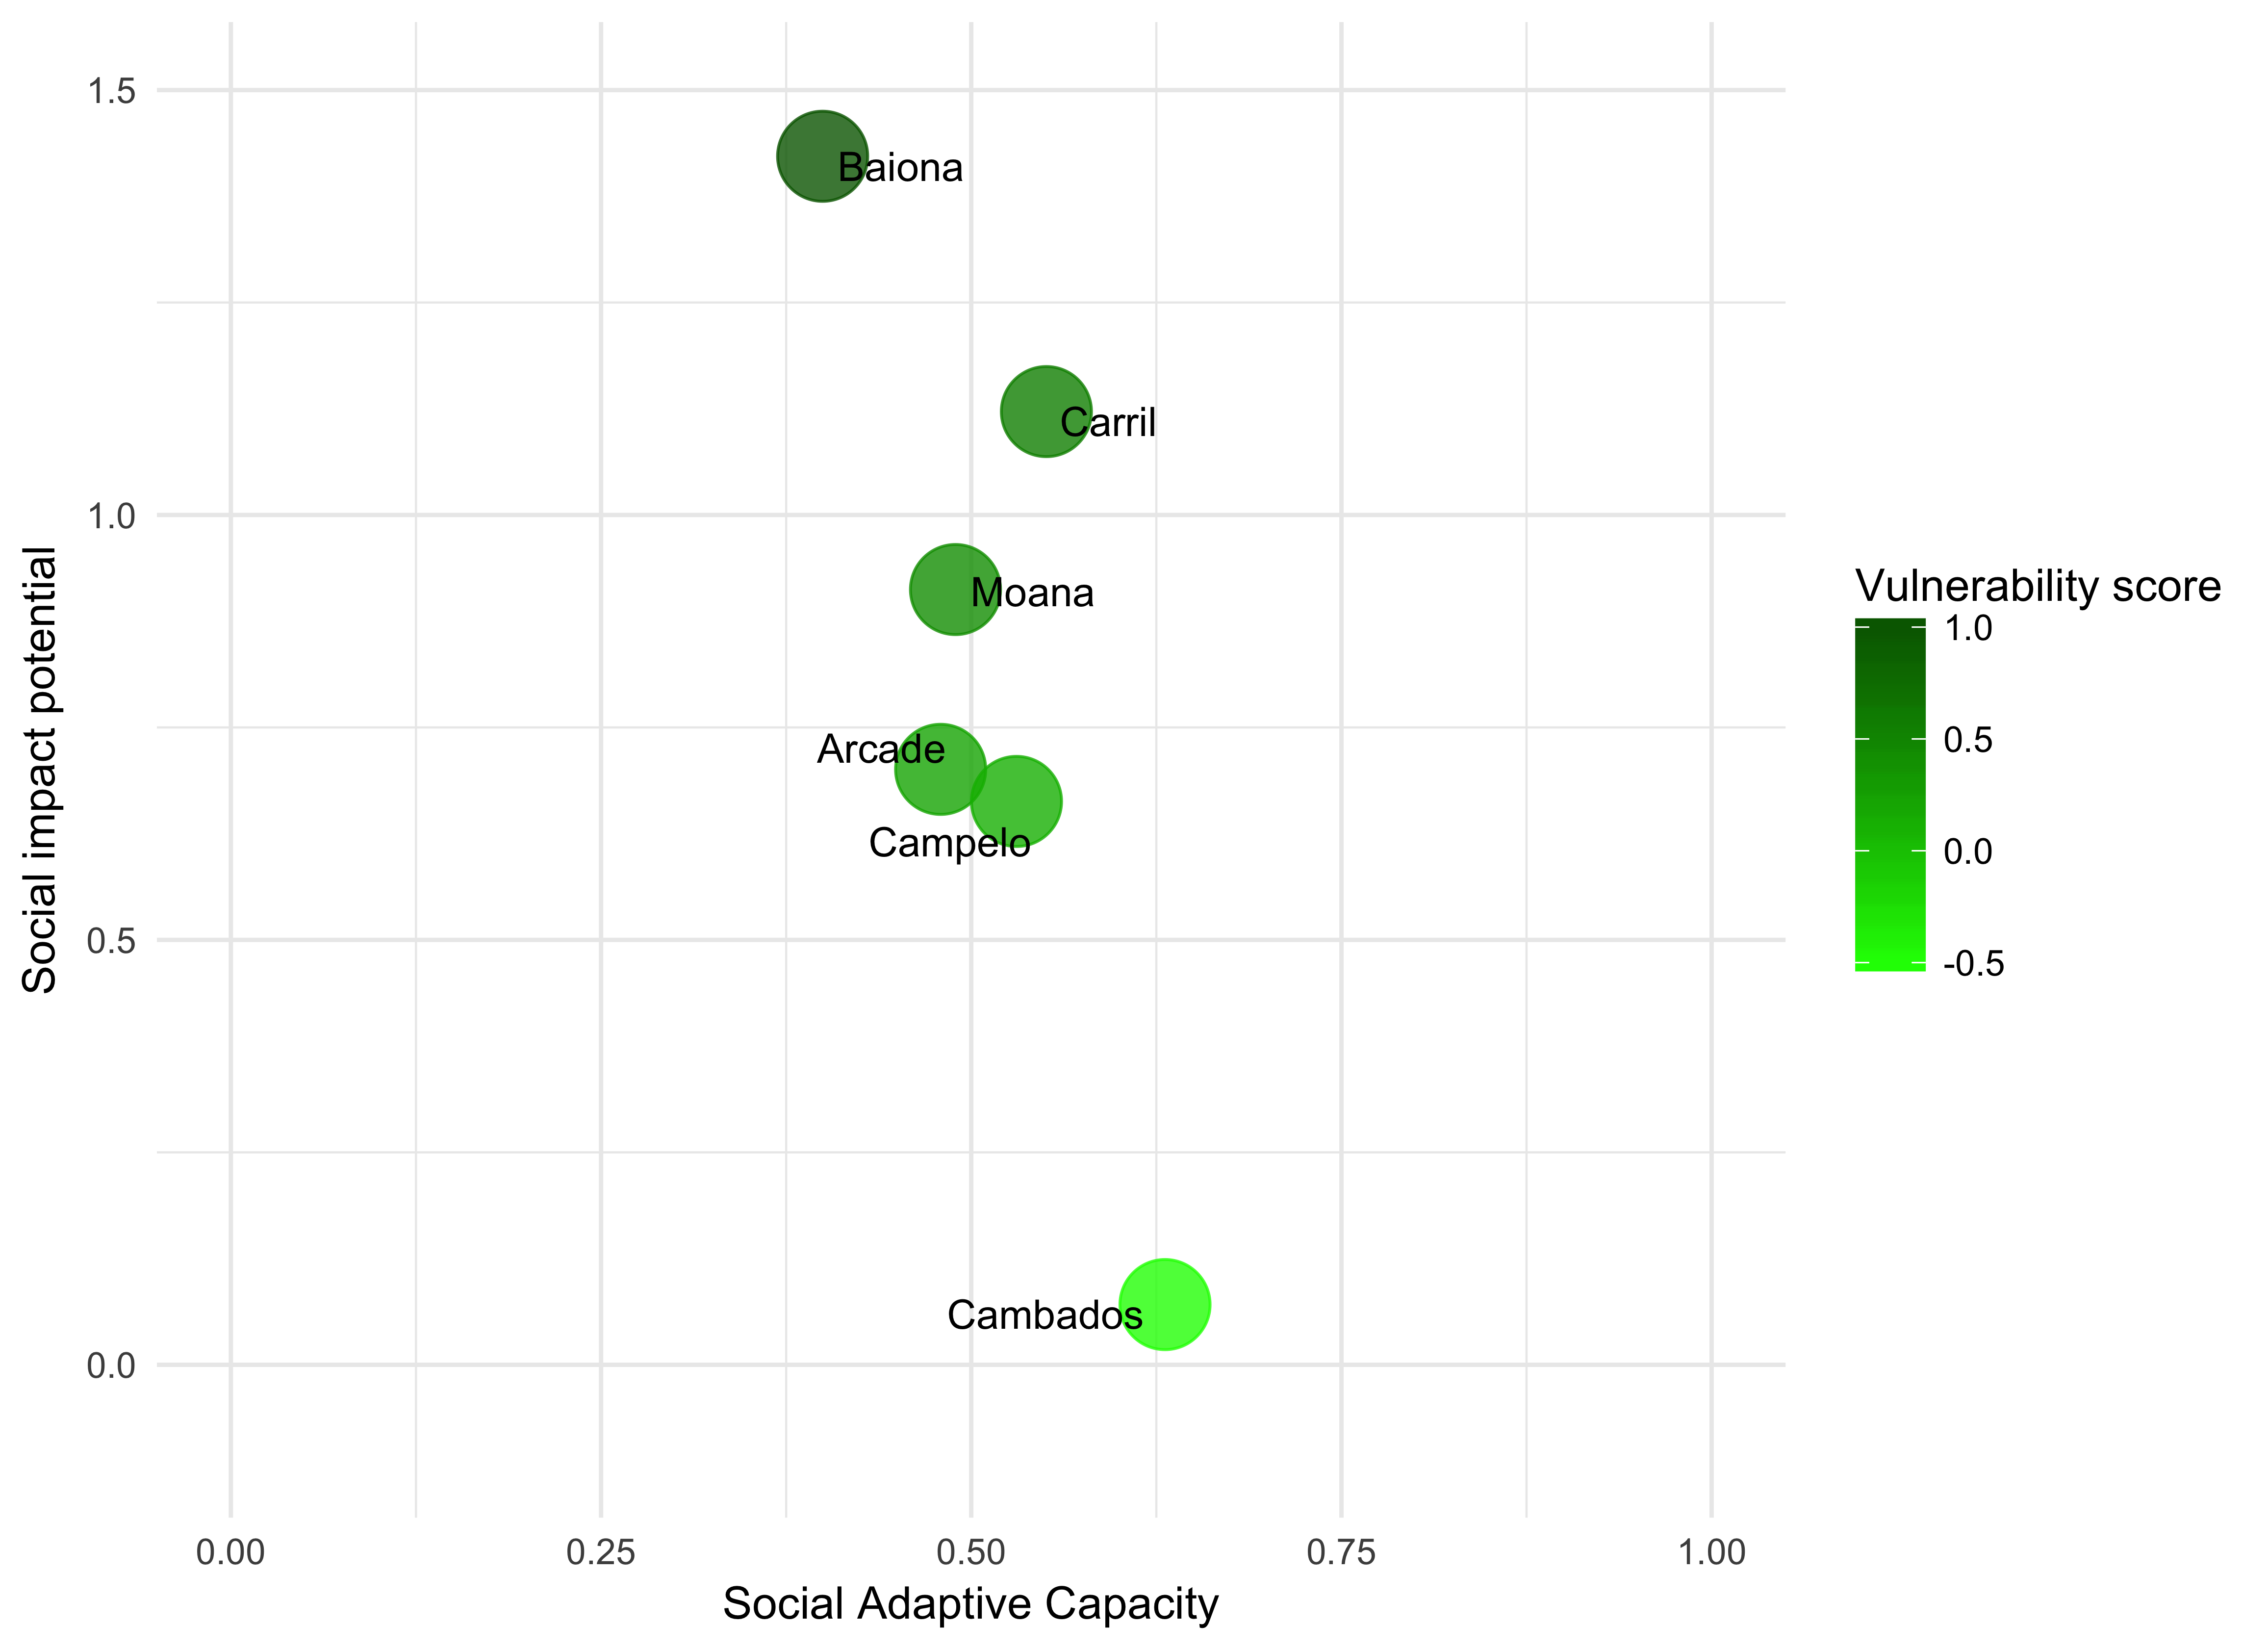 1.5
1.0
0.5
0.0
Social impact potential
Baiona
Carril
Moana
Arcade
Campelo
Cambados
0.00
0.25
0.50
0.75
1.00
Social Adaptive Capacity
Vulnerability score
1.0
0.5
0.0
-0.5